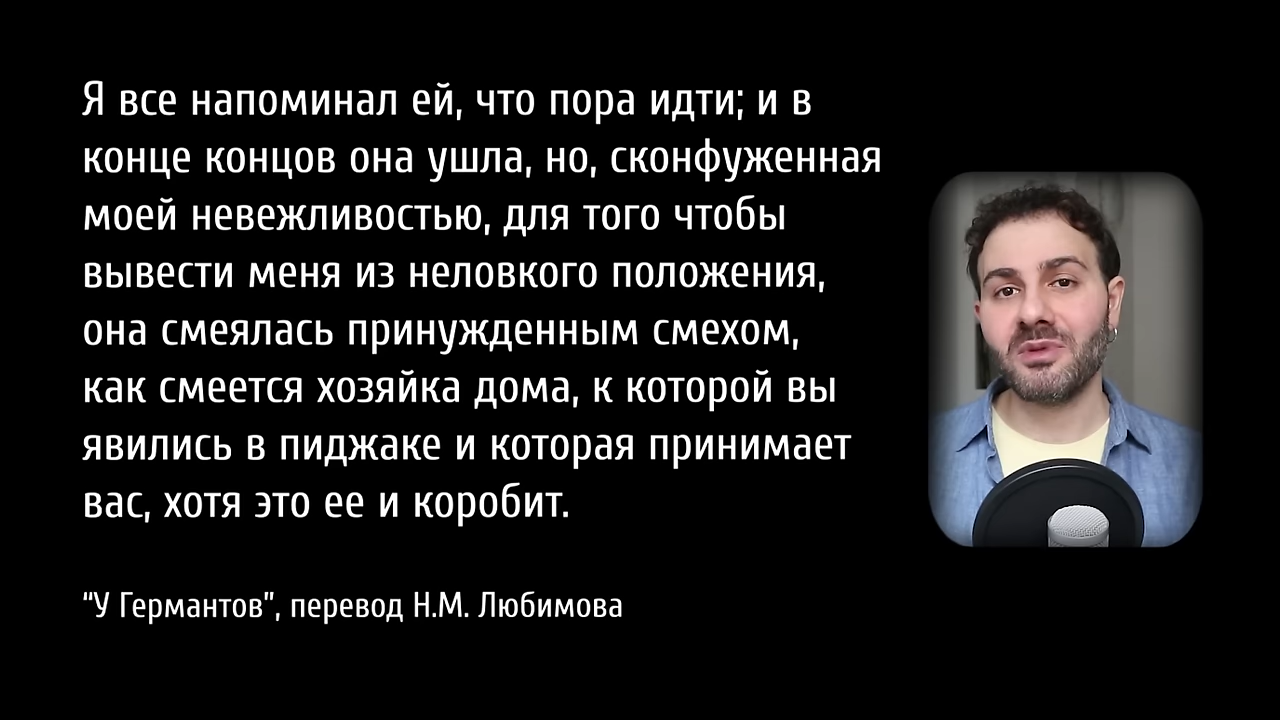 Я все напоминал ей, что пора идти; и в
конце концов она ушла, но, сконфуженная
моей невежливостью, для того чтобы
вывести меня из неловкого положения,
она смеялась принужденным смехом,
как смеется хозяйка дома, к которой вы
явились в пиджаке и которая принимает
вас, хотя это ее и коробит.
“У Германтов”, перевод Н.М. Любимова